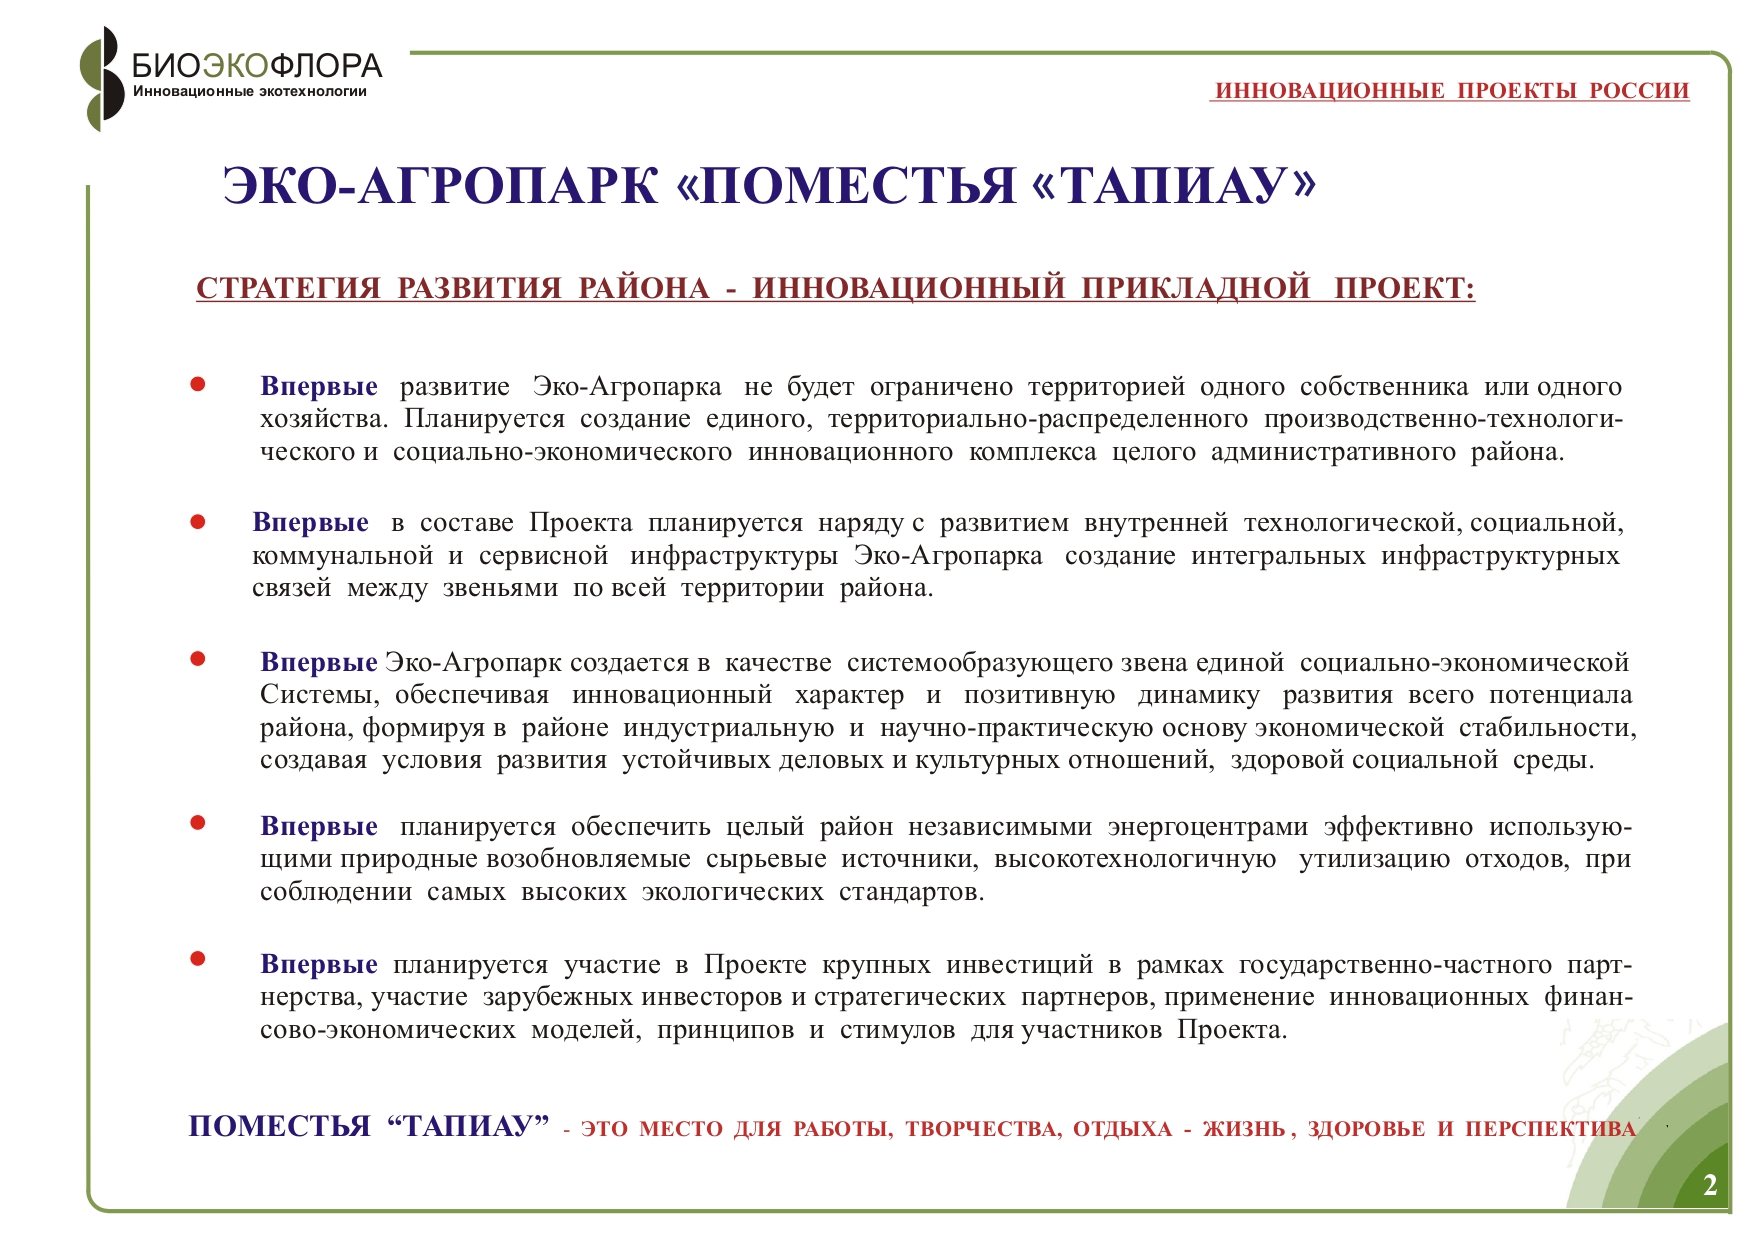 БИОЭКОФЛОРА
Инновационные экотехнологии
ИННОВАЦИОННЫЕ ПРОЕКТЫ РОССИИ
ЭКО-АГРОПАРК «ПОМЕСТЬЯ «ТАПИАУ»
СТРАТЕГИЯ РАЗВИТИЯ РАЙОНА - ИННОВАЦИОННЫЙ ПРИКЛАДНОЙ ПРОЕКТ:
● Впервые развитие Эко-Агропарка не будет ограничено территорией одного собственника или одного
хозяйства. Планируется создание единого, территориально-распределенного производственно-технологи-
ческого и социально-экономического инновационного комплекса целого административного района.
● Впервые в составе Проекта планируется наряду с развитием внутренней технологической, социальной,
коммунальной и сервисной инфраструктуры Эко-Агропарка создание интегральных инфраструктурных
связей между звеньями по всей территории района.
● Впервые Эко-Агропарк создается в качестве системообразующего звена единой социально-экономической
Системы, обеспечивая инновационный характер и позитивную динамику развития всего потенциала
района, формируя в районе индустриальную и научно-практическую основу экономической стабильности,
создавая условия развития устойчивых деловых и культурных отношений, здоровой социальной среды.
● Впервые планируется обеспечить целый район независимыми энергоцентрами эффективно использую-
щими природные возобновляемые сырьевые источники, высокотехнологичную утилизацию отходов, при
соблюдении самых высоких экологических стандартов.
● Впервые планируется участие в Проекте крупных инвестиций в рамках государственно-частного парт-
нерства, участие зарубежных инвесторов и стратегических партнеров, применение инновационных финан-
сово-экономических моделей, принципов и стимулов для участников Проекта.
ПОМЕСТЬЯ “ТАПИАУ” - ЭТО МЕСТО ДЛЯ РАБОТЫ, ТВОРЧЕСТВА, ОТДЫХА - ЖИЗНЬ , ЗДОРОВЬЕ И ПЕРСПЕКТИВА
2